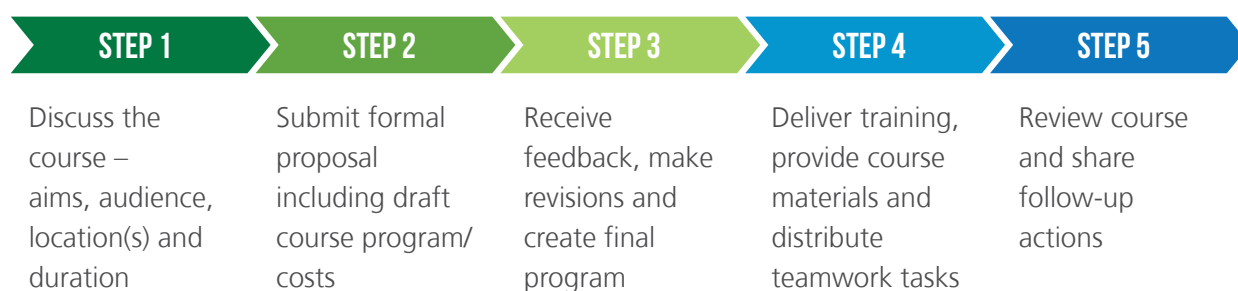 STEP 1
Discuss the
course –
aims, audience,
location(s) and
duration
STEP 2
Submit formal
proposal
including draft
course program/
costs
STEP 3
Receive
feedback, make
revisions and
create final
program
STEP 4
Deliver training,
provide course
materials and
distribute
teamwork tasks
STEP 5
Review course
and share
follow-up
actions